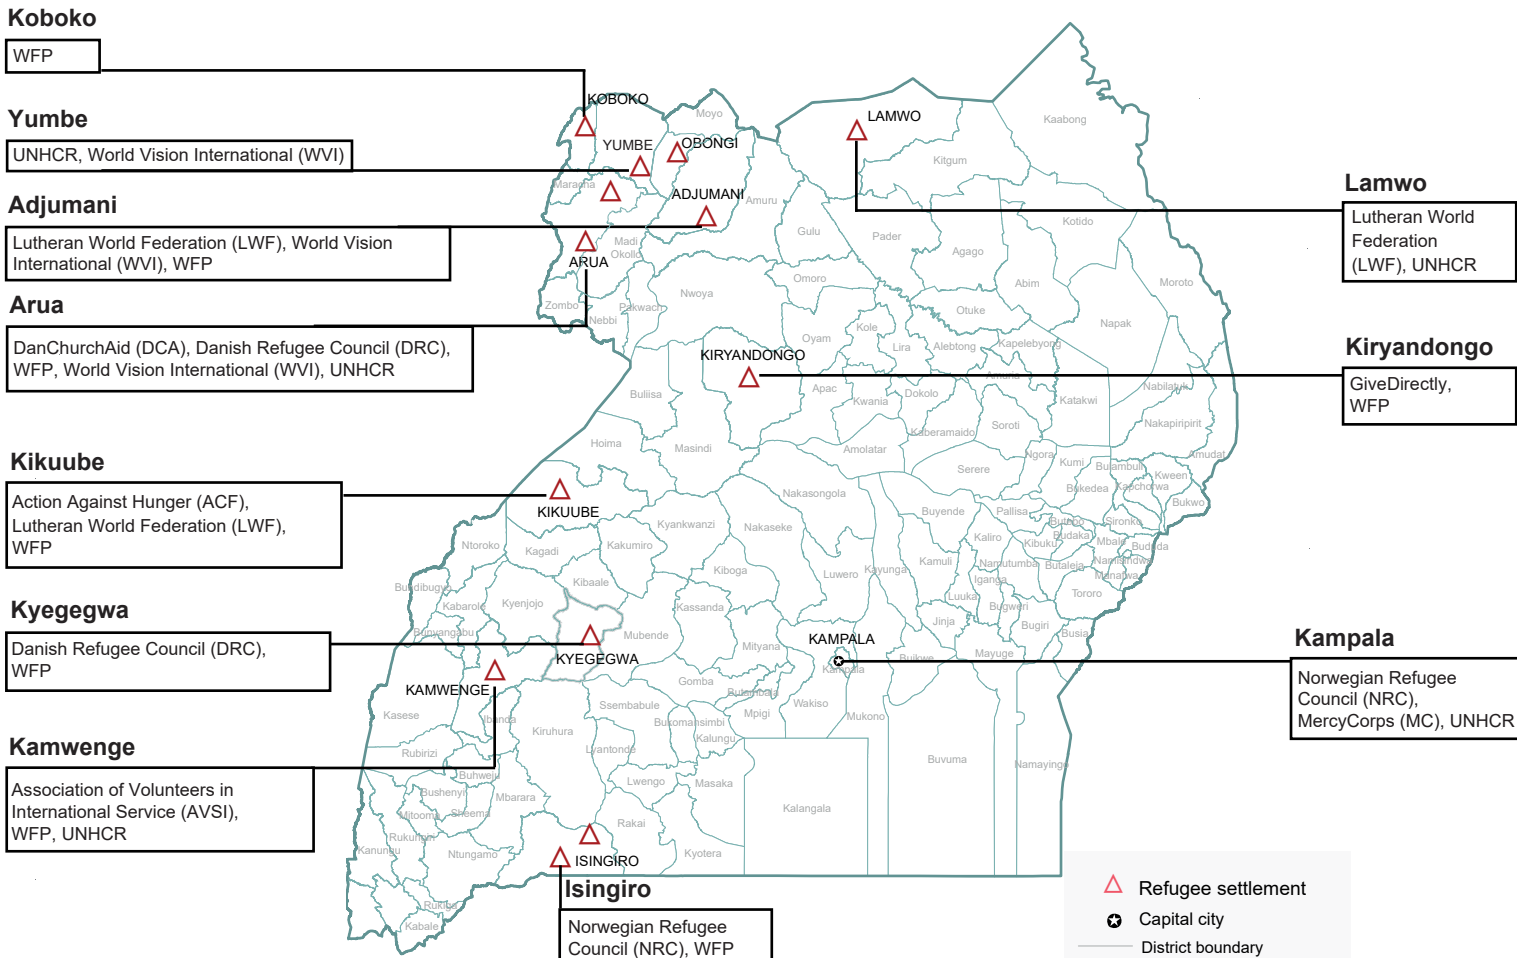 Koboko
WFP
Yumbe
UNHCR, World Vision International (WVI)
Adjumani
Lutheran World Federation (LWF), World Vision
International (WVI), WFP
Arua
DanChurchAid (DCA), Danish Refugee Council (DRC),
WFP, World Vision International (WVI), UNHCR
Kikuube
Action Against Hunger (ACF),
Lutheran World Federation (LWF),
WFP
Kyegegwa
Danish Refugee Council (DRC),
WFP
Kamwenge
Association of Volunteers in
International Service (AVSI),
WFP, UNHCR
Isingiro
Norwegian Refugee
Council (NRC), WFP
Lamwo
Lutheran World
Federation
(LWF), UNHCR
Kiryandongo
GiveDirectly,
WFP
Kampala
Norwegian Refugee
Council (NRC),
MercyCorps (MC), UNHCR
KOBOKO
Moyo
LAMWO
Kaabong
YUMBE
OBONGI
Kitgum
Maracha
ADJUMANI
Amuru
Kotido
Gulu
Pader
Madi
Okollo
Agago
ARUA
Omoro
Abim
Moroto
Zombo
Pakwach
Nwoya
Nebbi
Otuke
Napak
Kole
Oyam
Lira
Alebtong
Kapelebyong
KIRYANDONGO
Amuria
Nabilatuk
Buliisa
Apac
Kwania
Dokolo
Katakwi
Nakapiripirit
Hoima
Masindi
Kaberamaido
Soroti
Amolatar
Ngora
Kumi
Bulambuli
Amudat
Serere
Kween
Bukedea
Kapchorwa
Nakasongola
Bukwo
KIKUUBE
Buyende
Pallisa
Butebo
Sironko
Kyankwanzi
Nakaseke
Budaka
Kaliro
Kibuku
Mbale
Bududa
Ntoroko
Kagadi
Kakumiro
Kamuli
Namutumba
Butaleja
Namisindwa
Manafwa
Kiboga
Luwero
Kayunga
Bundibugyo
Kibaale
Iganga
Tororo
Kabarole
Kyenjojo
Kassanda
Luuka
Bugweri
Bunyangabu
Mubende
Mityana
KAMPALA
Jinja
Bugiri
Busia
KYEGEGWA
Kampala
Buikwe
Mayuge
KAMWENGE
Gomba
Butambala
Kasese
Ibanda
Ssembabule
Mpigi
Wakiso
Mukono
Kiruhura
Bukomansimbi
Kalungu
Rubirizi
Lyantonde
Buvuma
Namayingo
Buhweju
Lwengo
Masaka
Bushenyi
Mbarara
Kalangala
Mitooma
Sheema
Rakai
Rukungiri
Kanungu
Ntungamo
ISINGIRO
Kyotera
Rukiga
Kabale
Refugee settlement
Capital city
District boundary